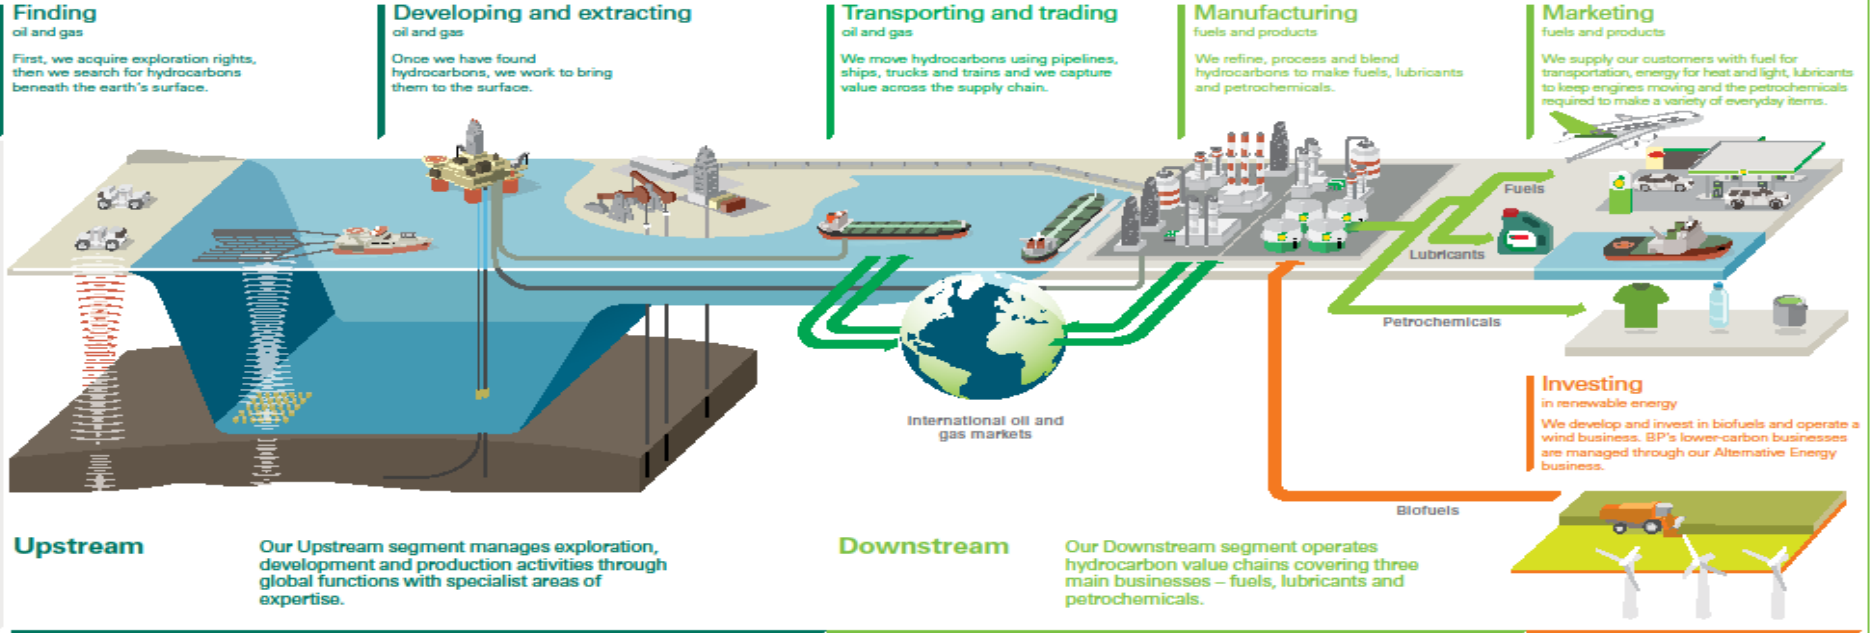 Finding
oil and gas
First, we acquire exploration rights,
then we search for hydrocarbons
beneath the earth's surface.
Developing and extracting
oil and gas
Once we have found
hydrocarbons, we work to bring
them to the surface.
Transporting and trading
oil and gas
We move hydrocarbons using pipelines,
ships, trucks and trains and we capture
value across the supply chain.
Manufacturing
fuels and products
We refine, process and blend
hydrocarbons to make fuels, lubricants
and petrochemicals.
Marketing
fuels and products
We supply our customers with fuel for
transportation, energy for heat and light, lubricants
to keep engines moving and the petrochemicals
required to make a variety of everyday items.
Fuels
Lubricants
Petrochemicals
International oil and
gas markets
Investing
in renewable energy
We develop and invest in biofuels and operate a
wind business. BP's lower-carbon businesses
are managed through our Alternative Energy
business.
Biofuels
Upstream
Our Upstream segment manages exploration,
development and production activities through
global functions with specialist areas of
expertise.
Downstream
Our Downstream segment operates
hydrocarbon value chains covering three
main businesses – fuels, lubricants and
petrochemicals.